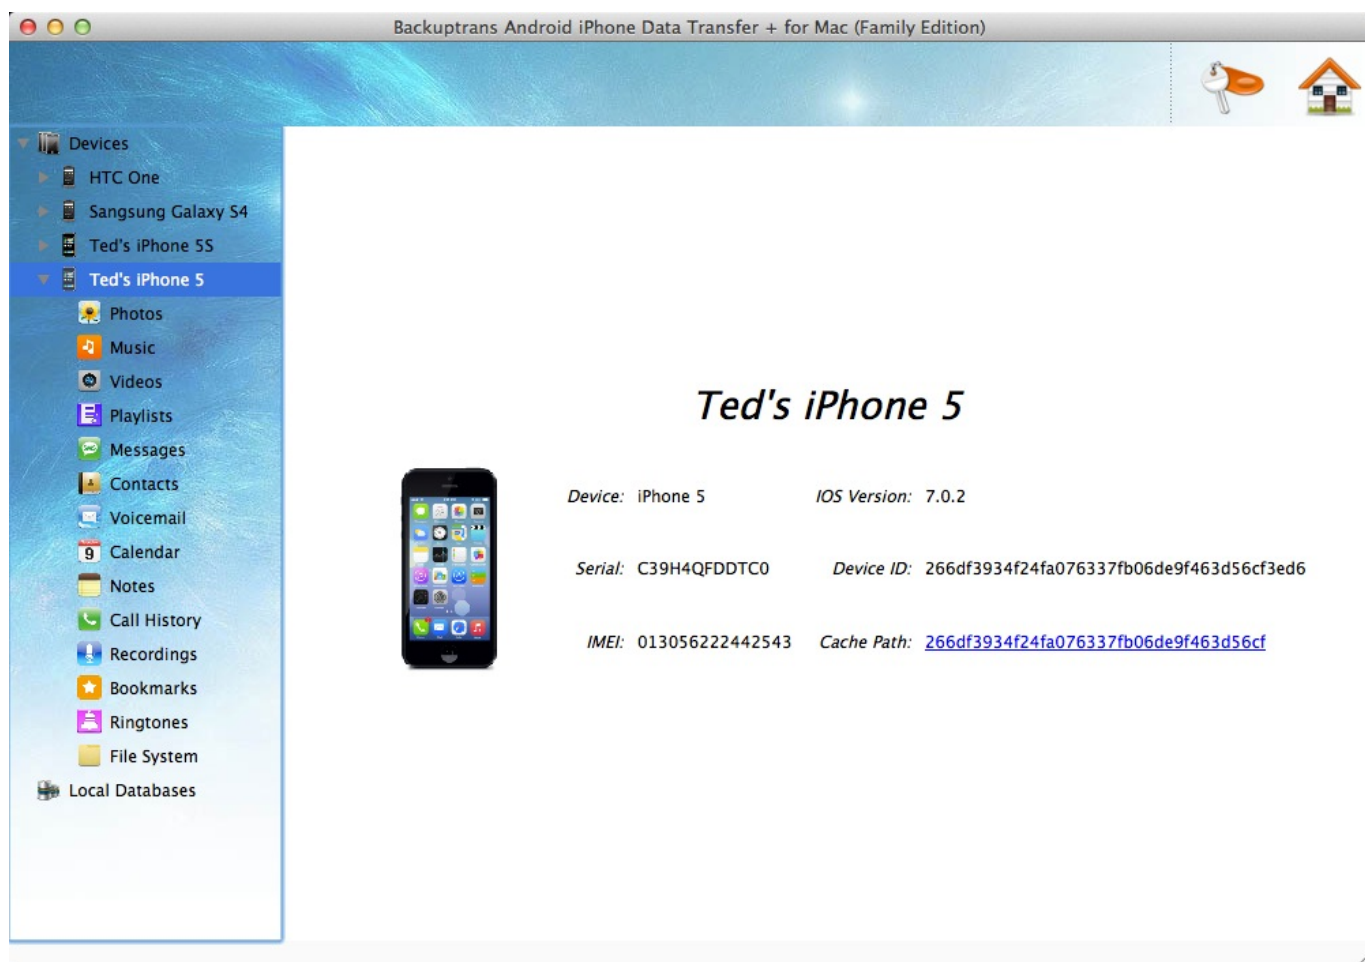 Backuptrans Android iPhone Data Transfer + for Mac (Family Edition)
Devices
HTC One
Sangsung Galaxy S4
Ted's iPhone 5S
Ted's iPhone 5
Photos
Music
Videos
Playlists
Messages
Contacts
Voicemail
9 Calendar
Notes
Call History
Recordings
Bookmarks
Ringtones
File System
Local Databases
Ted's iPhone 5
Device: iPhone 5 IOS Version: 7.0.2
Serial: C39H4QFDDTC0 Device ID: 266df3934f24fa076337fb06de9f463d56cf3ed6
IMEI: 013056222442543 Cache Path: 266df3934f24fa076337fb06de9f463d56cf